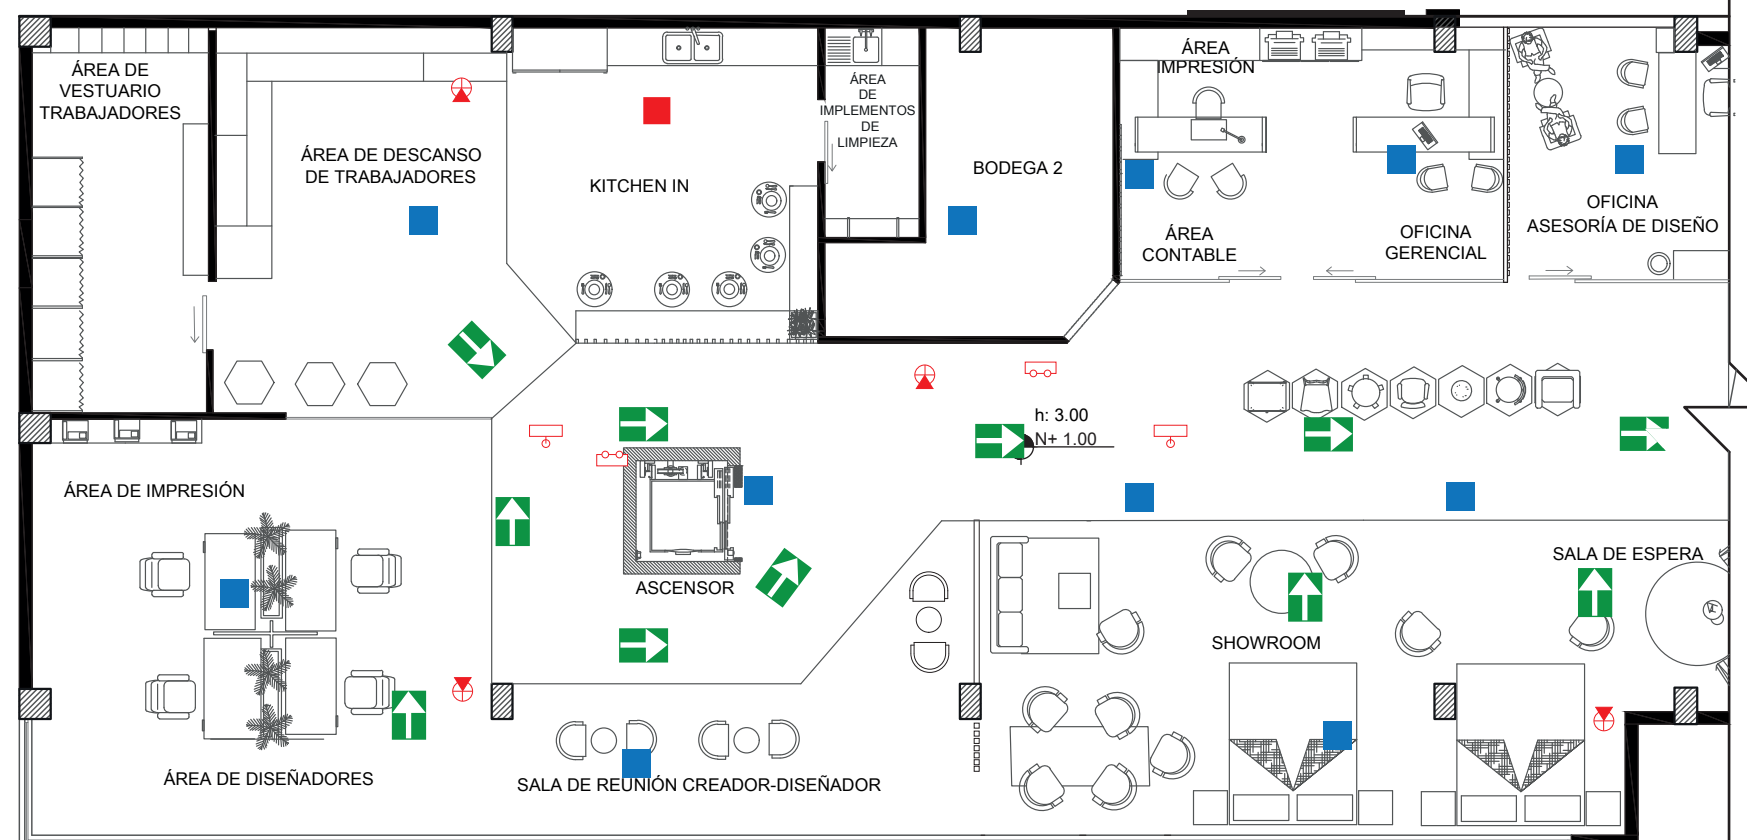 ÁREA DE
VESTUARIO
TRABAJADORES
ÁREA DE DESCANSO
DE TRABAJADORES
KITCHEN IN
ÁREA
DE
IMPLEMENTOS
DE
LIMPIEZA
BODEGA 2
ÁREA
IMPRESIÓN
ÁREA
CONTABLE
OFICINA
GERENCIAL
OFICINA
ASESORÍA DE DISEÑO
h: 3.00
N+ 1.00
ÁREA DE IMPRESIÓN
ASCENSOR
SALA DE ESPERA
SHOWROOM
ÁREA DE DISEÑADORES
SALA DE REUNIÓN CREADOR-DISEÑADOR